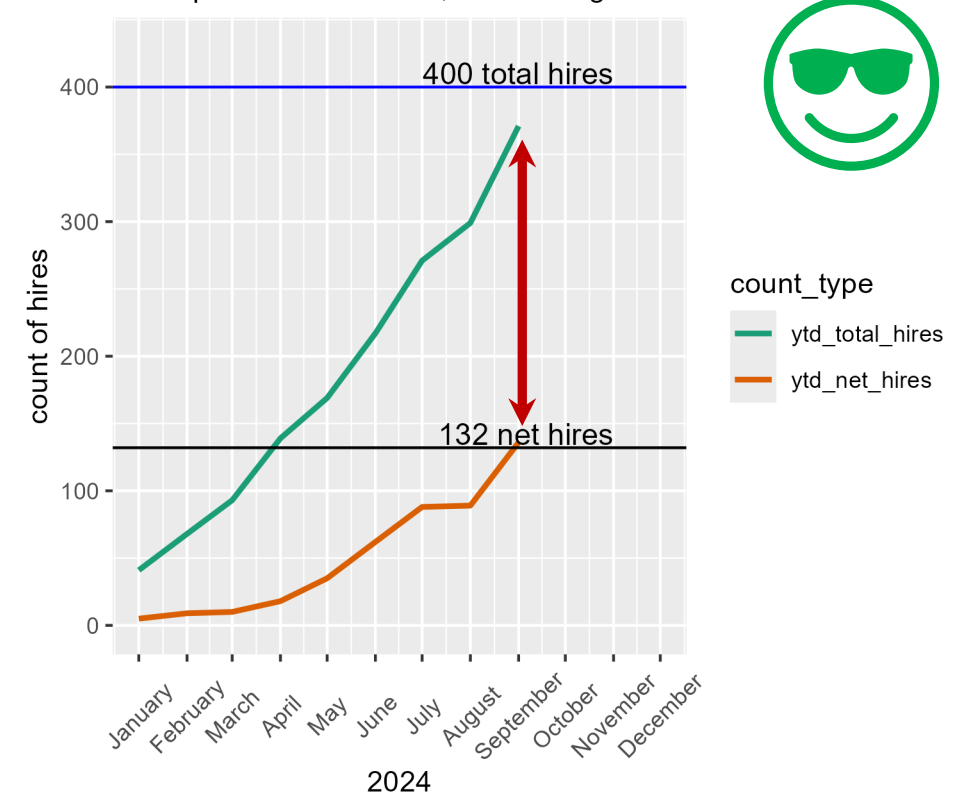 400 total hires
132 net hires
400
300
200
100
0
count of hires
January
February
March
April
May
June
July
August
September
October
November
December
2024
count_type
ytd_total_hires
ytd_net_hires